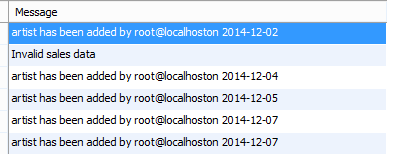 Message
artist has been added by root@localhoston 2014-12-02
Invalid sales data
artist has been added by root@localhoston 2014-12-04
artist has been added by root@localhoston 2014-12-05
artist has been added by root@localhoston 2014-12-07
artist has been added by root@localhoston 2014-12-07